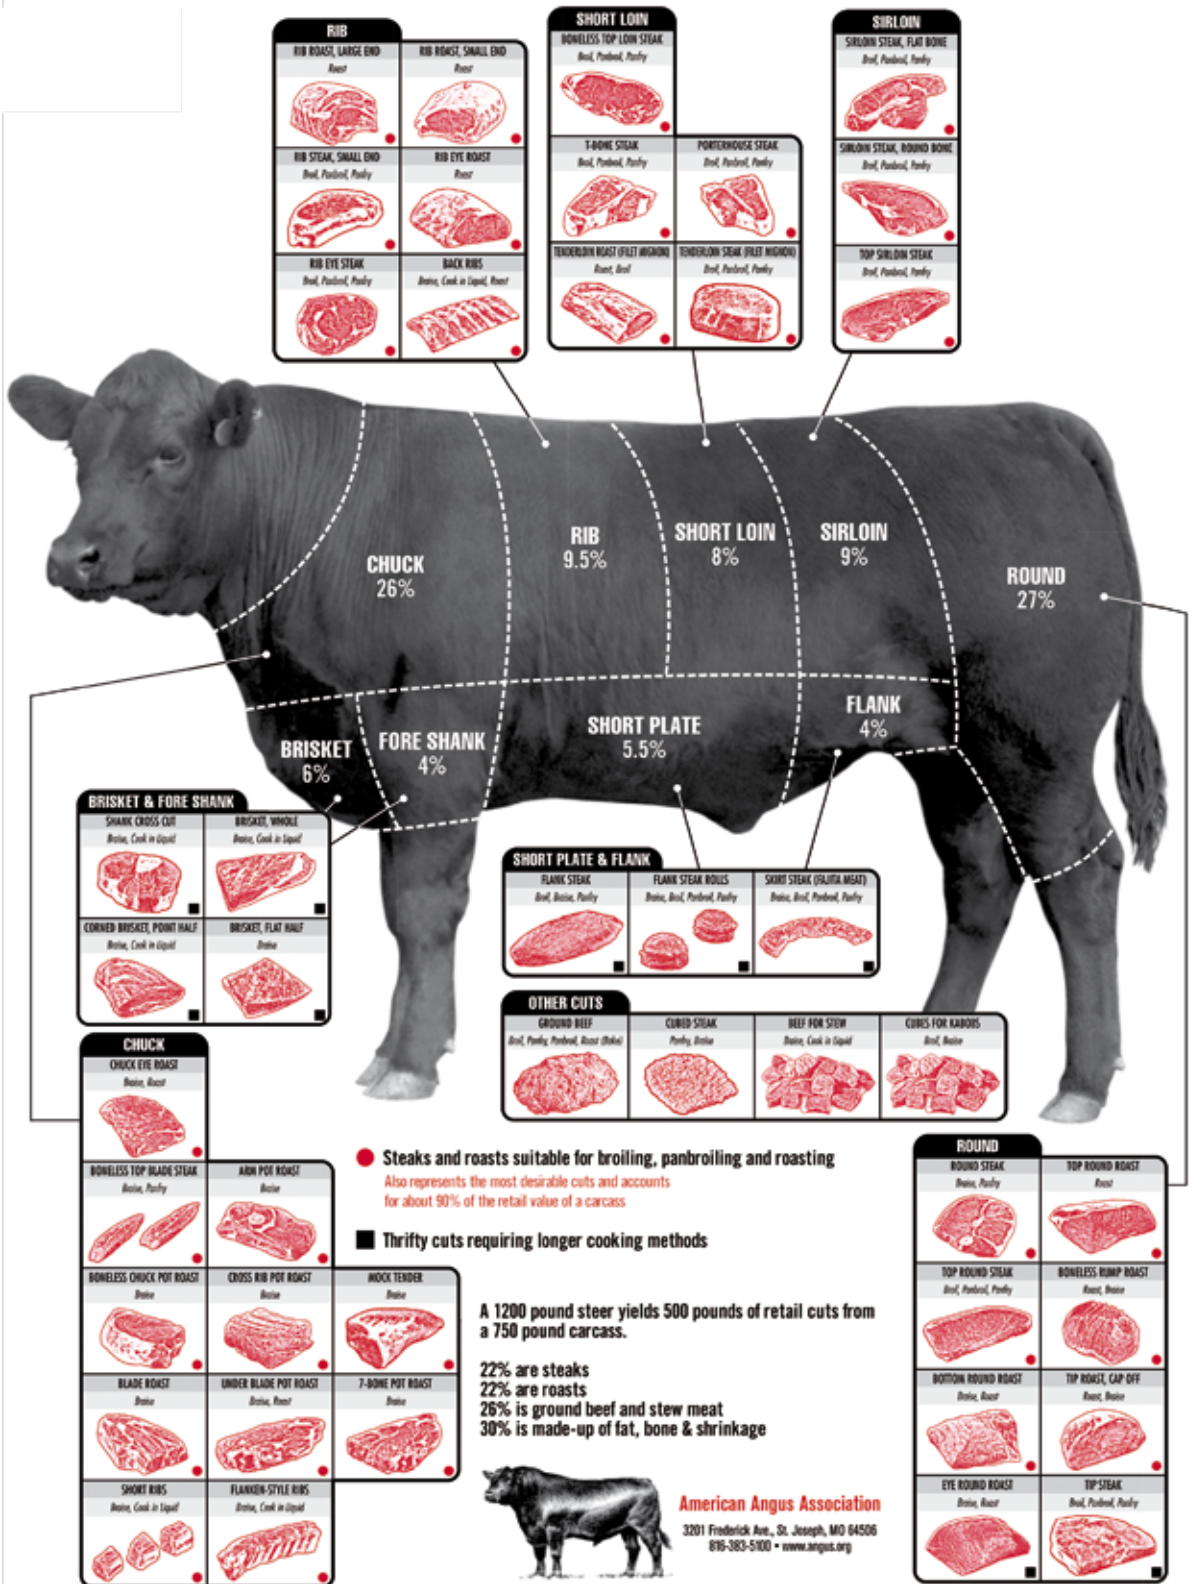 RIB
RIB ROAST, LARGE END
Roast
RIB ROAST, SMALL END
Roast
RIB STEAK, SMALL END
Broil, Panbroil, Panfry
RIB EYE ROAST
Roast
RIB EYE STEAK
Broil, Panbroil, Panfry
BACK RIBS
Braise, Cook in Liquid, Roast
SHORT LOIN
BONELESS TOP LOIN STEAK
Broil, Panbroil, Panfry
T-BONE STEAK
Broil, Panbroil, Panfry
PORTERHOUSE STEAK
Broil, Panbroil, Panfry
TENDERLOIN ROAST (FILET MIGNON)
Roast, Broil
TENDERLOIN STEAK (FILET MIGNON)
Broil, Panbroil, Panfry
SIRLOIN
SIRLOIN STEAK, FLAT BONE
Broil, Panbroil, Panfry
SIRLOIN STEAK, ROUND BONE
Broil, Panbroil, Panfry
TOP SIRLOIN STEAK
Broil, Panbroil, Panfry
CHUCK
26%
RIB
9.5%
SHORT LOIN
8%
SIRLOIN
9%
ROUND
27%
BRISKET
6%
FORE SHANK
4%
SHORT PLATE
5.5%
FLANK
4%
BRISKET & FORE SHANK
SHANK CROSS CUT
Braise, Cook in Liquid
BRISKET, WHOLE
Braise, Cook in Liquid
CORNED BRISKET, POINT HALF
Braise, Cook in Liquid
BRISKET, FLAT HALF
Braise
SHORT PLATE & FLANK
FLANK STEAK
Broil, Braise, Panfry
FLANK STEAK ROLLS
Braise, Broil, Panbroil, Panfry
SKIRT STEAK (FAJITA MEAT)
Braise, Broil, Panbroil, Panfry
OTHER CUTS
GROUND BEEF
Broil, Panfry, Panbroil, Roast (Bake)
CUBED STEAK
Panfry, Braise
BEEF FOR STEW
Braise, Cook in Liquid
CUBES FOR KABOBS
Broil, Braise
CHUCK
CHUCK EYE ROAST
Braise, Roast
BONELESS TOP BLADE STEAK
Braise, Panfry
ARM POT ROAST
Braise
BONELESS CHUCK POT ROAST
Braise
CROSS RIB POT ROAST
Braise
MOCK TENDER
Braise
BLADE ROAST
Braise
UNDER BLADE POT ROAST
Braise, Roast
7-BONE POT ROAST
Braise
SHORT RIBS
Braise, Cook in Liquid
FLANKEN-STYLE RIBS
Braise, Cook in Liquid
Steaks and roasts suitable for broiling, panbroiling and roasting
Also represents the most desirable cuts and accounts
for about 90% of the retail value of a carcass
Thrifty cuts requiring longer cooking methods
A 1200 pound steer yields 500 pounds of retail cuts from
a 750 pound carcass.
22% are steaks
22% are roasts
26% is ground beef and stew meat
30% is made-up of fat, bone & shrinkage
American Angus Association
3201 Frederick Ave., St. Joseph, MO 64506
816-383-5100 • www.angus.org
ROUND
ROUND STEAK
Braise, Panfry
TOP ROUND ROAST
Roast
TOP ROUND STEAK
Broil, Panbroil, Panfry
BONELESS RUMP ROAST
Roast, Braise
BOTTOM ROUND ROAST
Braise, Roast
TIP ROAST, CAP OFF
Roast, Braise
EYE ROUND ROAST
Braise, Roast
TIP STEAK
Broil, Panbroil, Panfry